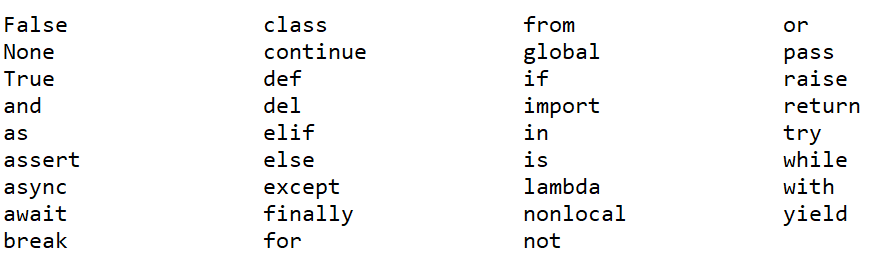 False class from or
None continue global pass
True def if raise
and del import return
as elif in try
assert else is while
async except lambda with
await finally nonlocal yield
break for not